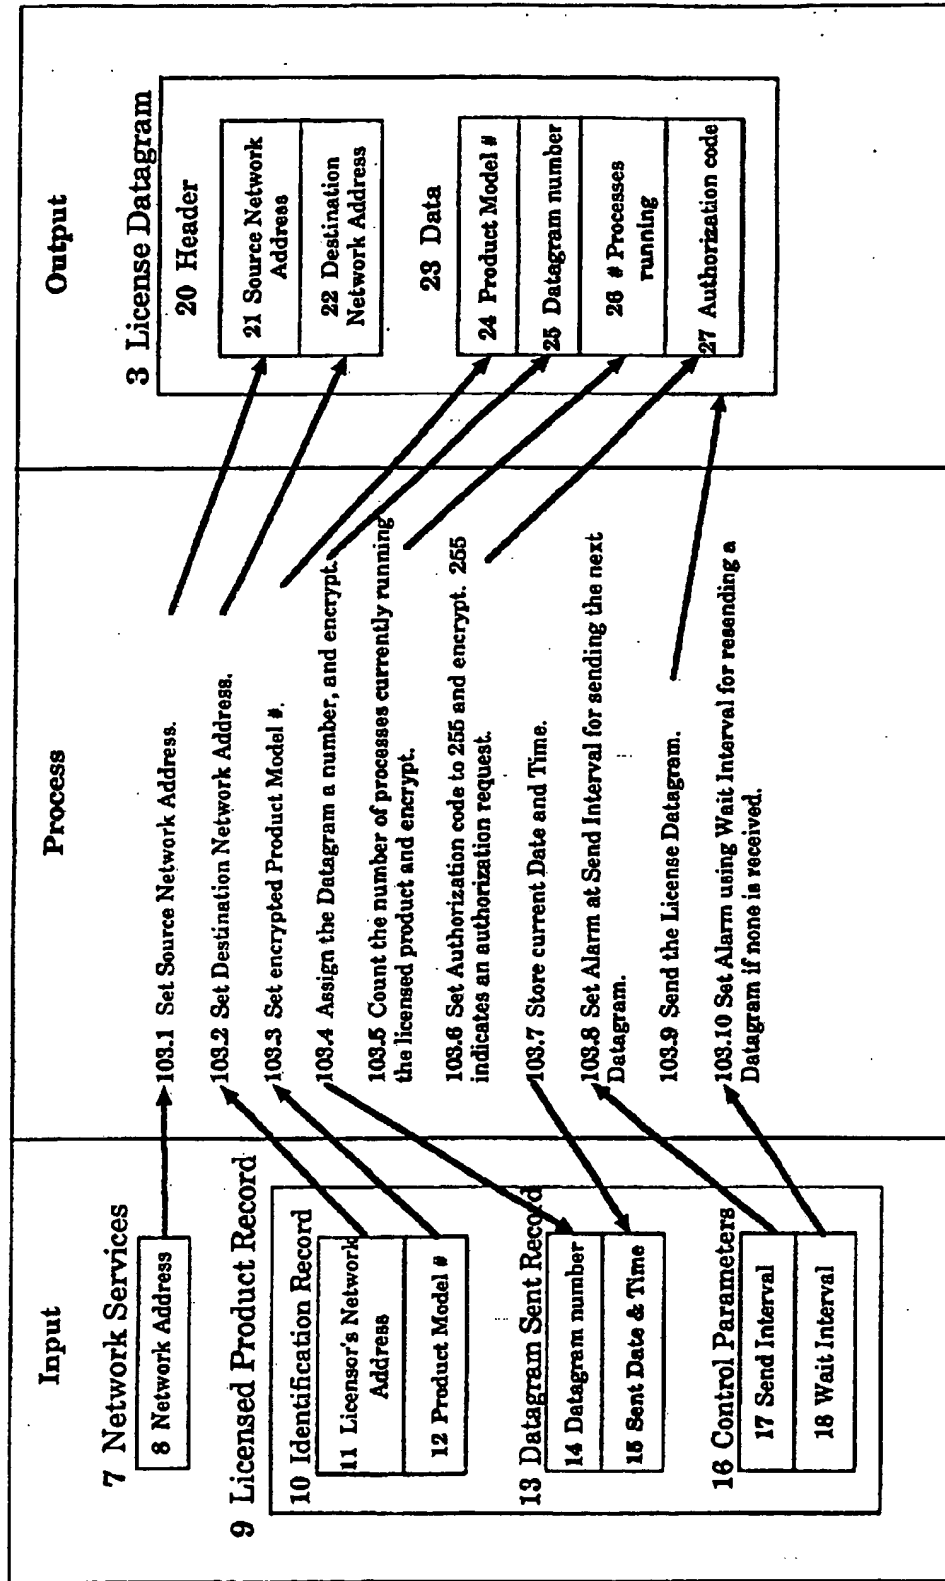 Input
7 Network Services
8 Network Address
9 Licensed Product Record
10 Identification Record
11 Licensor's Network
Address
12 Product Model #
13 Datagram Sent Record
14 Datagram number
15 Sent Date & Time
16 Control Parameters
17 Send Interval
18 Wait Interval
Process
103.1 Set Source Network Address.
103.2 Set Destination Network Address.
103.3 Set encrypted Product Model #.
103.4 Assign the Datagram a number, and encrypt.
103.5 Count the number of processes currently running
the licensed product and encrypt.
103.6 Set Authorization code to 255 and encrypt. 255
indicates an authorization request.
103.7 Store current Date and Time.
103.8 Set Alarm at Send Interval for sending the next
Datagram.
103.9 Send the License Datagram.
103.10 Set Alarm using Wait Interval for resending a
Datagram if none is received.
Output
3 License Datagram
20 Header
21 Source Network
Address
22 Destination
Network Address
23 Data
24 Product Model #
25 Datagram number
26 # Processes
running
27 Authorization code